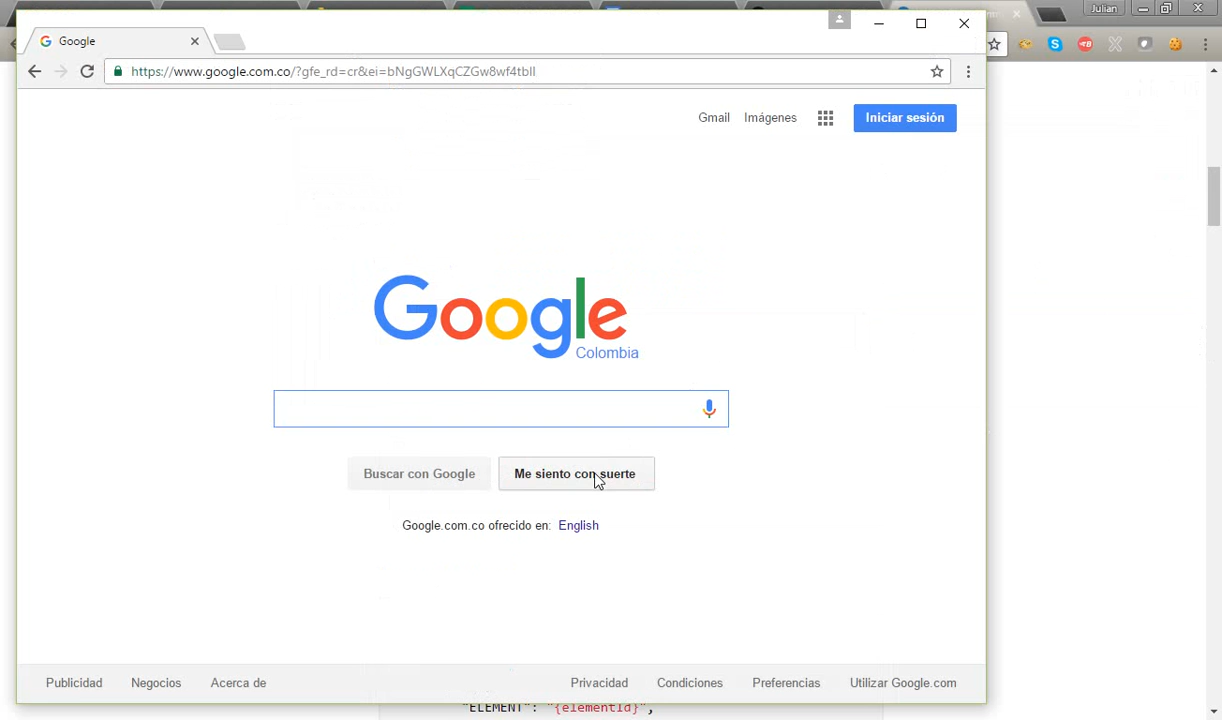 Julian
Google
https://www.google.com.co/?gfe_rd=cr&ei=bNgGWLXqCZGw8wf4tbII
Gmail Imágenes Iniciar sesión
Google
Colombia
Buscar con Google Me siento con suerte
Google.com.co ofrecido en: English
Publicidad Negocios Acerca de Privacidad Condiciones Preferencias Utilizar Google.com
"ELEMENT": "{elementId}",